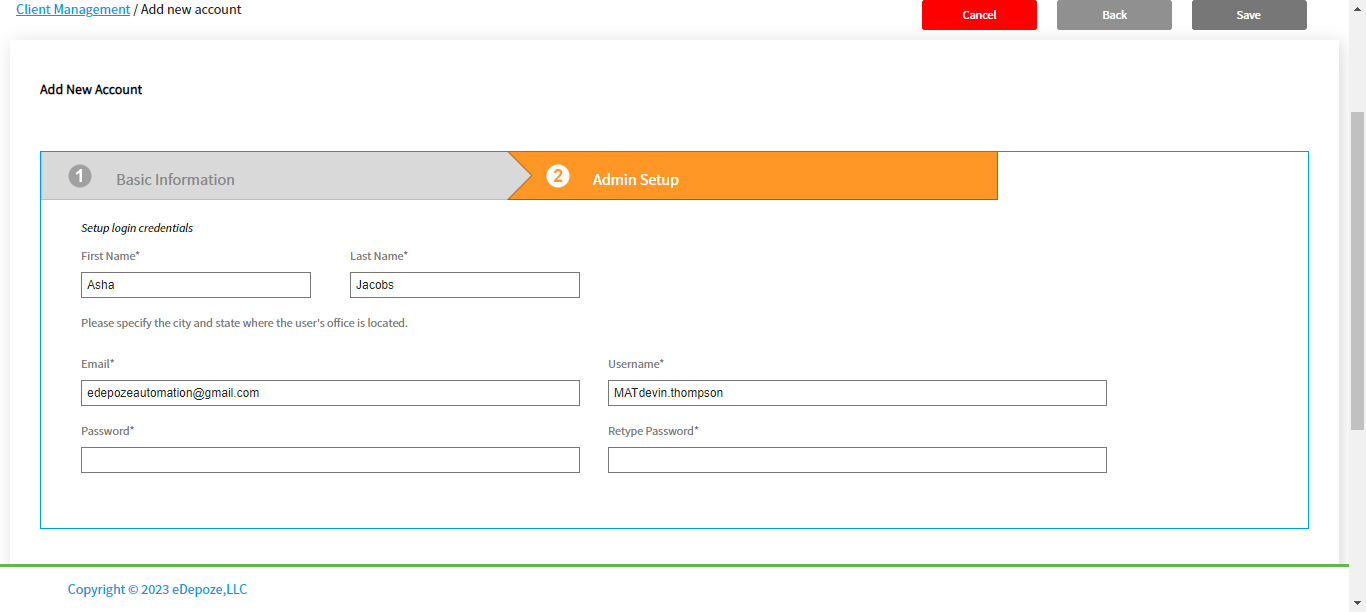 Client Management / Add new account
Cancel
Back
Save
Add New Account
1 Basic Information
2 Admin Setup
Setup login credentials
First Name* Last Name*
Asha Jacobs
Please specify the city and state where the user's office is located.
Email* Username*
edepozeautomation@gmail.com MATdevin.thompson
Password* Retype Password*
Copyright © 2023 eDepoze,LLC